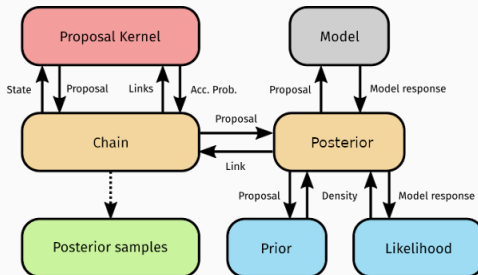 Proposal Kernel
Model
State
Proposal
Links
Acc. Prob.
Proposal
Model response
Chain
Proposal
Posterior
Link
Proposal
Density
Model response
Posterior samples
Prior
Likelihood